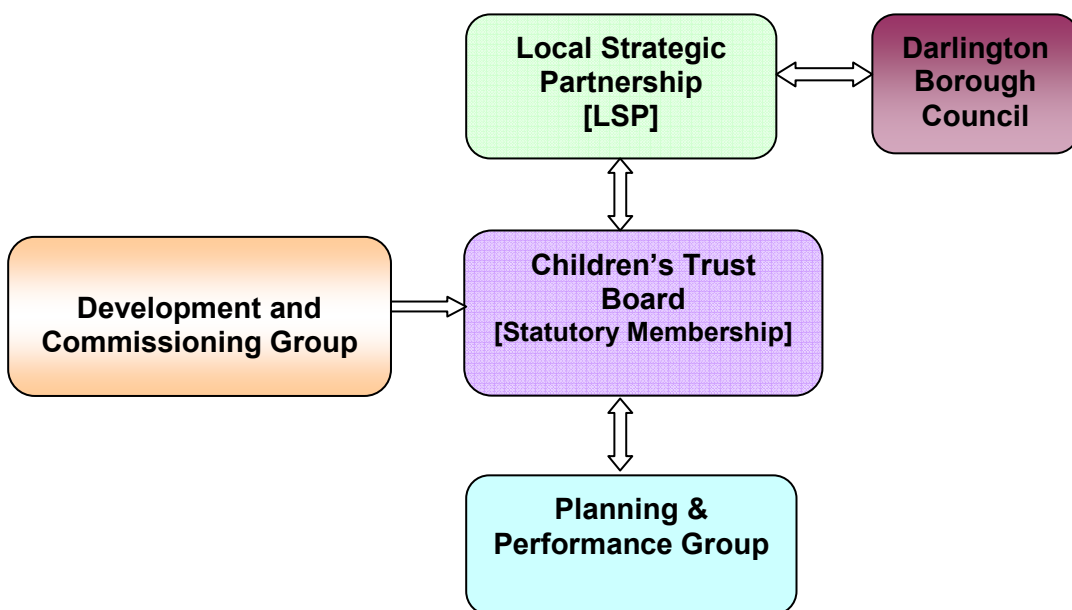 Local Strategic
Partnership
[LSP]
Darlington
Borough
Council
Children’s Trust
Board
[Statutory Membership]
Development and
Commissioning Group
Planning &
Performance Group